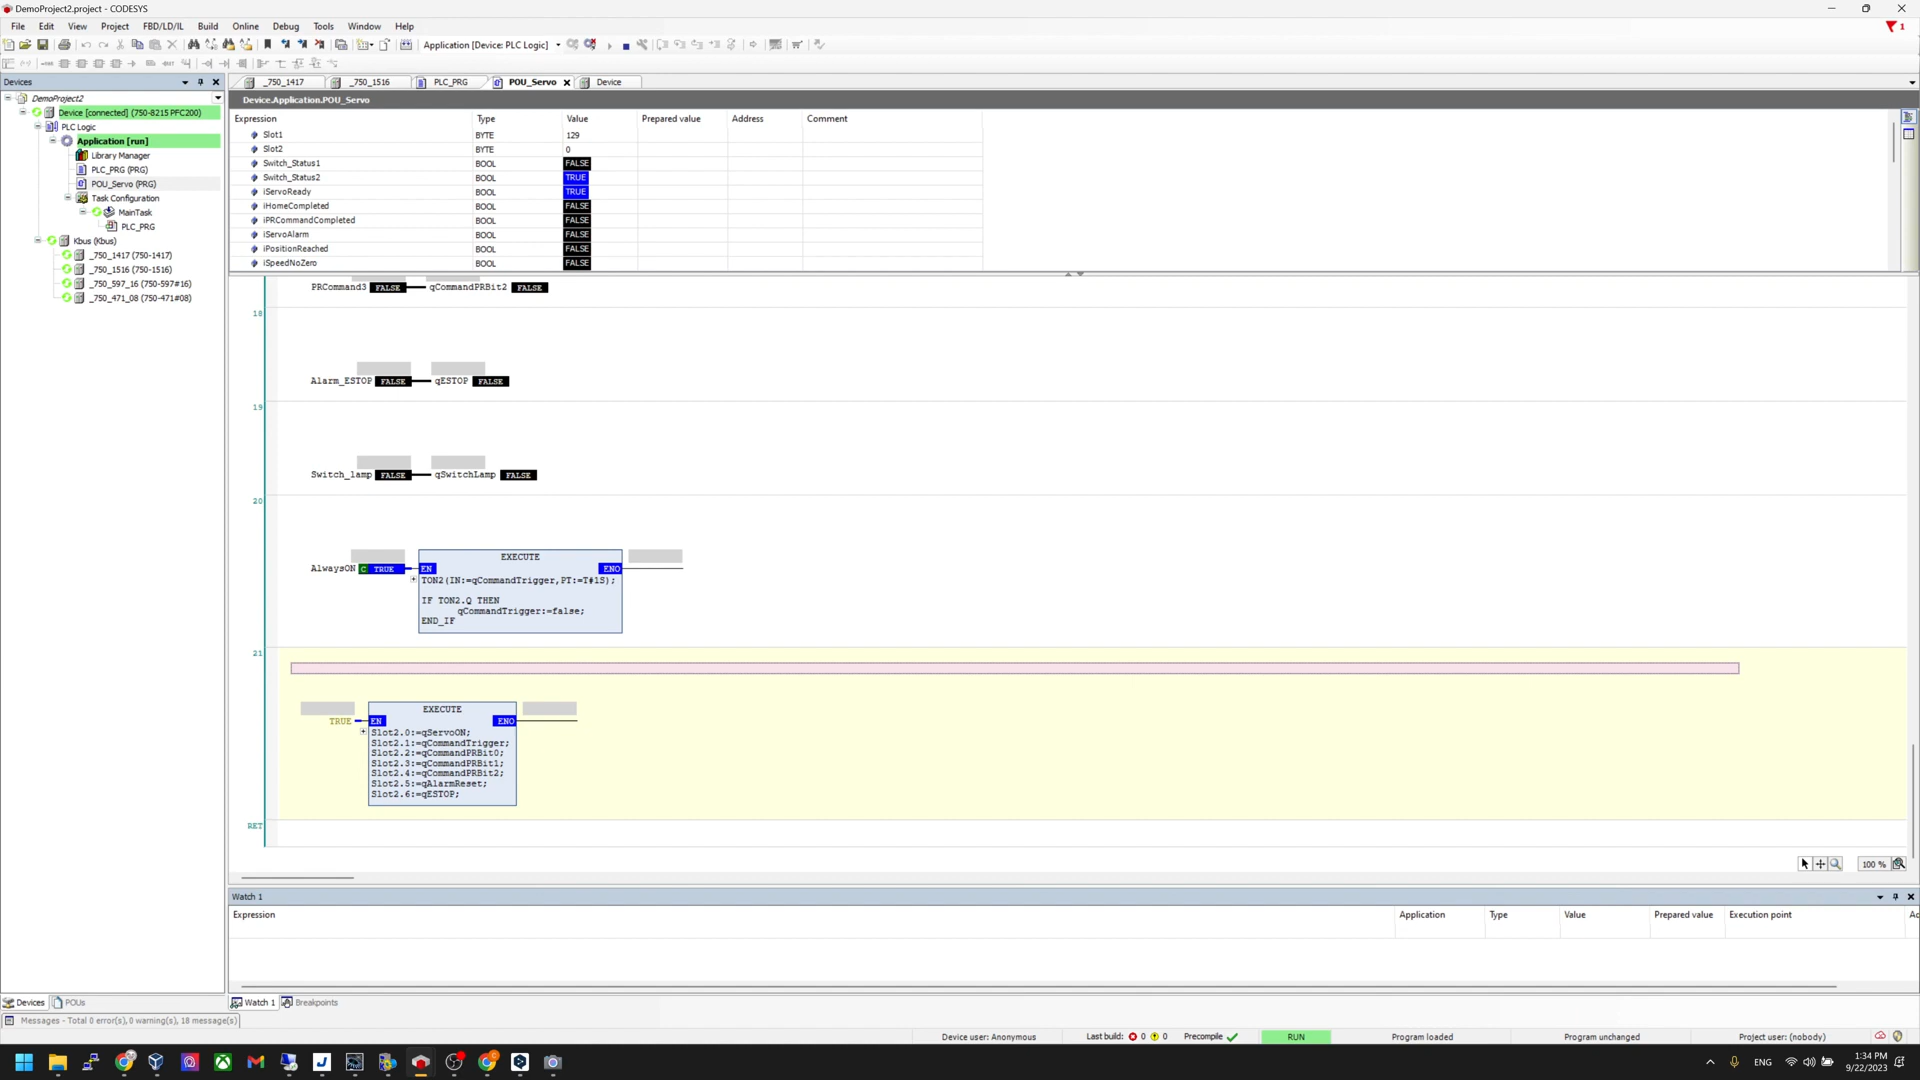 DemoProject2.project - CODESYS
File Edit View Project FBD/LD/IL Build Online Debug Tools Window Help
1
Application [Device: PLC Logic]
Devices
DemoProject2
Device [connected] (750-8215 PFC200)
PLC Logic
Application [run]
Library Manager
PLC_PRG (PRG)
POU_Servo (PRG)
Task Configuration
MainTask
PLC_PRG
Kbus (Kbus)
_750_1417 (750-1417)
_750_1516 (750-1516)
_750_597_16 (750-597#16)
_750_471_08 (750-471#08)
_750_1417 _750_1516 PLC_PRG POU_Servo Device
Device.Application.POU_Servo
Expression Type Value Prepared value Address Comment
Slot1 BYTE 129
Slot2 BYTE 0
Switch_Status1 BOOL FALSE
Switch_Status2 BOOL TRUE
iServoReady BOOL TRUE
iHomeCompleted BOOL FALSE
iPRCommandCompleted BOOL FALSE
iServoAlarm BOOL FALSE
iPositionReached BOOL FALSE
iSpeedNoZero BOOL FALSE
PRCommand3 FALSE qCommandPRBit2 FALSE
18
Alarm_ESTOP FALSE qESTOP FALSE
19
Switch_lamp FALSE qSwitchLamp FALSE
20
EXECUTE
AlwaysON C TRUE EN ENO
TON2(IN:=qCommandTrigger,PT:=T#1S);
IF TON2.Q THEN
qCommandTrigger:=false;
END_IF
21
EXECUTE
TRUE EN ENO
Slot2.0:=qServoON;
Slot2.1:=qCommandTrigger;
Slot2.2:=qCommandPRBit0;
Slot2.3:=qCommandPRBit1;
Slot2.4:=qCommandPRBit2;
Slot2.5:=qAlarmReset;
Slot2.6:=qESTOP;
RET
100 %
Watch 1
Expression Application Type Value Prepared value Execution point Ac
Devices POUs
Watch 1 Breakpoints
Messages - Total 0 error(s), 0 warning(s), 18 message(s)
Device user: Anonymous Last build: 0 0 Precompile RUN Program loaded Program unchanged Project user: (nobody)
ENG
1:34 PM
9/22/2023